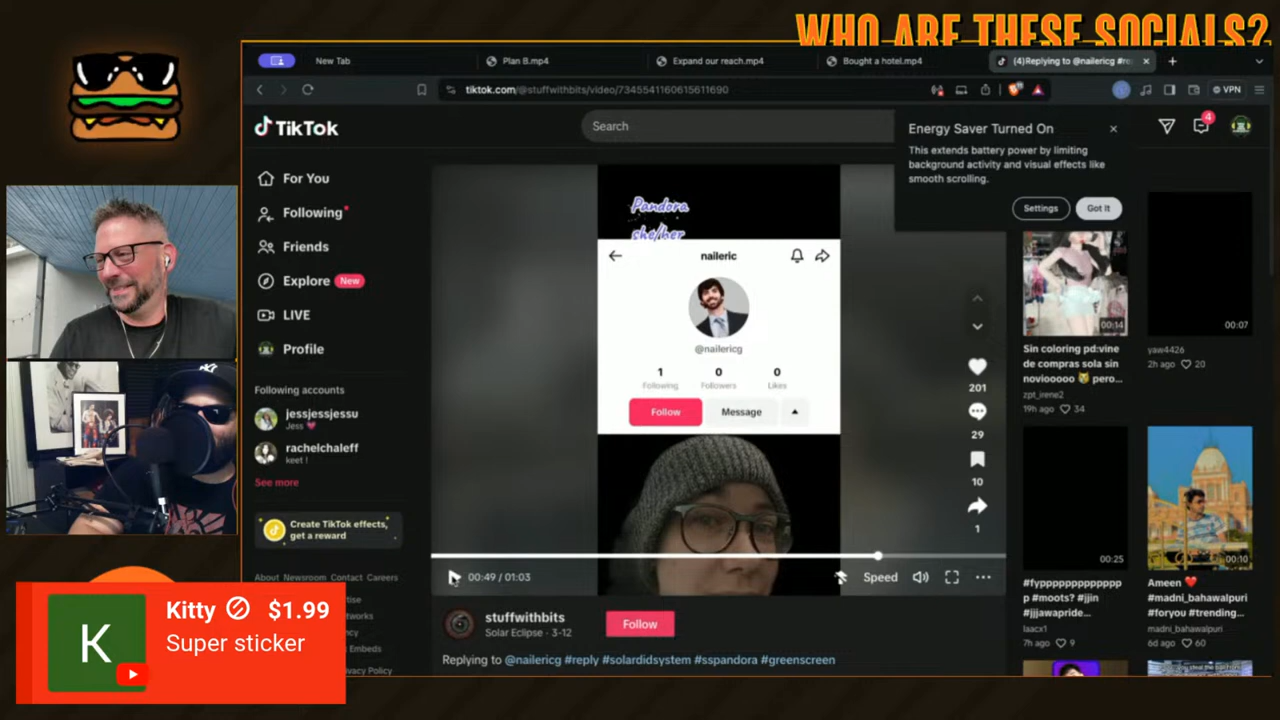 WHO ARE THESE SOCIALS?
New Tab
Plan B.mp4
Expand our reach.mp4
Bought a hotel.mp4
(4)Replying to @nailericg #re
tiktok.com/@stuffwithbits/video/7345541160615611690
VPN
TikTok
Search
Energy Saver Turned On
This extends battery power by limiting
background activity and visual effects like
smooth scrolling.
Settings
Got It
4
For You
Following
Friends
Explore New
LIVE
Profile
Following accounts
jessjessjessu
Jess
rachelchaleff
keet !
See more
Create TikTok effects,
get a reward
About Newsroom Contact Careers
Pandora
she/her
naileric
@nailericg
1
0
0
Following
Followers
Likes
Follow
Message
201
29
10
1
00:49 / 01:03
Speed
stuffwithbits
Solar Eclipse · 3-12
Follow
Replying to @nailericg #reply #solardidsystem #sspandora #greenscreen
00:14
Sin coloring pd:vine
de compras sola sin
noviooooo pero...
zpt_irene2
19h ago 34
00:07
yaw4426
2h ago 20
00:25
#fyppppppppppppp
p #moots? #jjin
#jjjawapride...
laacx1
7h ago 9
00:10
Ameen
#madni_bahawalpuri
#foryou #trending...
madni_bahawalpuri
6d ago 60
K
Kitty $1.99
Super sticker